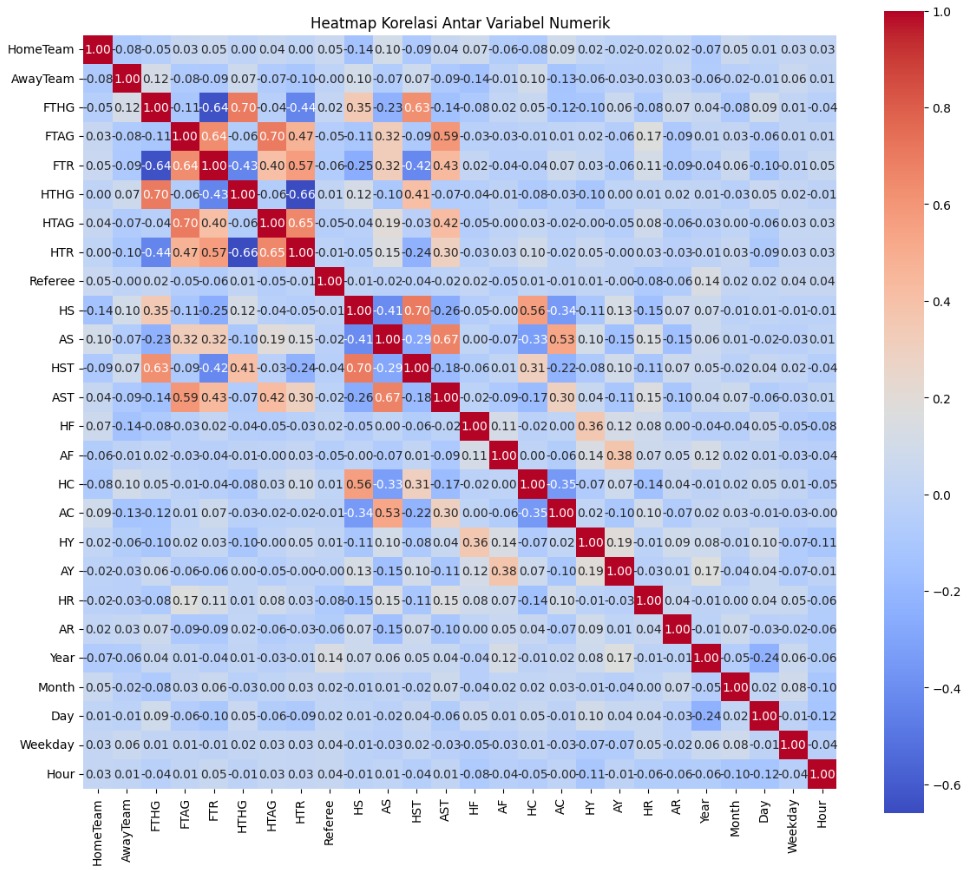 Heatmap Korelasi Antar Variabel Numerik
HomeTeam 1.00 -0.08 -0.05 0.03 0.05 0.00 0.04 0.00 0.05 -0.14 0.10 -0.09 0.04 0.07 -0.06 -0.08 0.09 0.02 -0.02 -0.02 0.02 -0.07 0.05 0.01 0.03 0.03
AwayTeam -0.08 1.00 0.12 -0.08 -0.09 0.07 -0.07 -0.10 -0.00 0.10 -0.07 0.07 -0.09 -0.14 -0.01 0.10 -0.13 -0.06 -0.03 -0.03 0.03 -0.06 -0.02 -0.01 0.06 0.01
FTHG -0.05 0.12 1.00 -0.11 -0.64 0.70 -0.04 -0.44 0.02 0.35 -0.23 0.63 -0.14 -0.08 0.02 0.05 -0.12 -0.10 0.06 -0.08 0.07 0.04 -0.08 0.09 0.01 -0.04
FTAG 0.03 -0.08 -0.11 1.00 0.64 -0.06 0.70 0.47 -0.05 -0.11 0.32 -0.09 0.59 -0.03 -0.03 -0.01 0.01 0.02 -0.06 0.17 -0.09 0.01 0.03 -0.06 0.01 0.01
FTR 0.05 -0.09 -0.64 0.64 1.00 -0.43 0.40 0.57 -0.06 -0.25 0.32 -0.42 0.43 0.02 -0.04 -0.04 0.07 0.03 -0.06 0.11 -0.09 -0.04 0.06 -0.10 -0.01 0.05
HTHG 0.00 0.07 0.70 -0.06 -0.43 1.00 -0.06 -0.66 0.01 0.12 -0.10 0.41 -0.07 -0.04 -0.01 -0.08 -0.03 -0.10 0.00 0.01 0.02 0.01 -0.03 0.05 0.02 -0.01
HTAG 0.04 -0.07 -0.04 0.70 0.40 -0.06 1.00 0.65 -0.05 -0.04 0.19 -0.03 0.42 -0.05 -0.00 0.03 -0.02 -0.00 -0.05 0.08 -0.06 -0.03 0.00 -0.06 0.03 0.03
HTR 0.00 -0.10 -0.44 0.47 0.57 -0.66 0.65 1.00 -0.01 -0.05 0.15 -0.24 0.30 -0.02 0.03 0.10 -0.02 0.05 -0.01 0.03 -0.03 -0.01 0.03 -0.09 0.03 0.03
Referee 0.05 -0.00 0.02 -0.05 -0.06 0.01 -0.05 -0.01 1.00 -0.01 -0.02 -0.04 -0.04 0.02 -0.05 0.01 -0.01 0.01 0.00 -0.08 -0.06 0.14 0.02 0.02 0.04 0.04
HS -0.14 0.10 0.35 -0.11 -0.25 0.12 -0.04 -0.05 -0.01 1.00 -0.41 0.70 -0.26 -0.05 -0.00 0.56 -0.34 -0.11 0.13 -0.15 0.07 0.07 -0.01 0.01 -0.01 -0.01
AS 0.10 -0.07 -0.23 0.32 0.32 -0.10 0.19 0.15 -0.02 -0.41 1.00 -0.29 0.67 0.00 -0.07 -0.33 0.53 0.10 -0.15 0.15 -0.15 0.06 0.01 -0.02 -0.03 0.01
HST -0.09 0.07 0.63 -0.09 -0.42 0.41 -0.03 -0.24 -0.04 0.70 -0.29 1.00 -0.18 -0.06 0.01 0.31 -0.22 -0.08 0.10 -0.11 0.07 0.05 -0.02 0.04 0.02 -0.04
AST 0.04 -0.09 -0.14 0.59 0.43 -0.07 0.42 0.30 -0.04 -0.26 0.67 -0.18 1.00 -0.02 -0.09 -0.17 0.30 0.04 -0.11 0.15 -0.10 0.04 0.07 -0.06 -0.03 0.01
HF 0.07 -0.14 -0.08 -0.03 0.02 -0.04 -0.05 -0.03 0.02 -0.05 0.00 -0.06 -0.02 1.00 0.11 -0.02 0.00 0.36 0.12 0.08 0.00 -0.04 -0.04 0.05 -0.05 -0.08
AF -0.06 -0.01 0.02 -0.03 -0.04 -0.01 -0.00 0.03 -0.05 -0.00 -0.07 0.01 -0.09 0.11 1.00 0.00 -0.06 0.14 0.38 0.07 0.05 0.12 0.02 0.01 -0.03 -0.04
HC -0.08 0.10 0.05 -0.01 -0.04 -0.08 0.03 0.10 0.01 0.56 -0.33 0.31 -0.17 -0.02 0.00 1.00 -0.35 -0.07 0.07 -0.14 0.04 -0.01 0.02 0.05 0.01 -0.05
AC 0.09 -0.13 -0.12 0.01 0.07 -0.03 -0.02 -0.02 -0.01 -0.34 0.53 -0.22 0.30 0.00 -0.06 -0.35 1.00 0.02 -0.10 0.10 -0.07 0.02 0.03 -0.01 -0.03 -0.00
HY 0.02 -0.06 -0.10 0.02 0.03 -0.10 -0.00 0.05 0.01 -0.11 0.10 -0.08 0.04 0.36 0.14 -0.07 0.02 1.00 0.19 -0.01 0.09 0.08 -0.01 0.10 -0.07 -0.11
AY -0.02 -0.03 0.06 -0.06 -0.06 0.00 -0.05 -0.01 0.00 0.13 -0.15 0.10 -0.11 0.12 0.38 0.07 -0.10 0.19 1.00 -0.03 0.01 0.17 -0.04 0.04 -0.07 -0.01
HR -0.02 -0.03 -0.08 0.17 0.11 0.01 0.08 0.03 -0.08 -0.15 0.15 -0.11 0.15 0.08 0.07 -0.14 0.10 -0.01 -0.03 1.00 0.04 -0.01 0.00 0.04 0.05 -0.06
AR 0.02 0.03 0.07 -0.09 -0.09 0.02 -0.06 -0.03 -0.06 0.07 -0.15 0.07 -0.10 0.00 0.05 0.04 -0.07 0.09 0.01 0.04 1.00 -0.01 0.07 -0.03 -0.02 -0.06
Year -0.07 -0.06 0.04 0.01 -0.04 0.01 -0.03 -0.01 0.14 0.07 0.06 0.05 0.04 -0.04 0.12 -0.01 0.02 0.08 0.17 -0.01 -0.01 1.00 -0.05 -0.24 0.06 -0.06
Month 0.05 -0.02 -0.08 0.03 0.06 -0.03 0.00 0.03 0.02 -0.01 0.01 -0.02 0.07 -0.04 0.02 0.02 0.03 -0.01 -0.04 0.00 0.07 -0.05 1.00 0.02 0.08 -0.10
Day 0.01 -0.01 0.09 -0.06 -0.10 0.05 -0.06 -0.09 0.02 0.01 -0.02 0.04 -0.06 0.05 0.01 0.05 -0.01 0.10 0.04 0.04 -0.03 -0.24 0.02 1.00 -0.01 -0.12
Weekday 0.03 0.06 0.01 0.01 -0.01 0.02 0.03 0.03 0.04 -0.01 -0.03 0.02 -0.03 -0.05 -0.03 0.01 -0.03 -0.07 -0.07 0.05 -0.02 0.06 0.08 -0.01 1.00 -0.04
Hour 0.03 0.01 -0.04 0.01 0.05 -0.01 0.03 0.03 0.04 -0.01 0.01 -0.04 0.01 -0.08 -0.04 -0.05 -0.00 -0.11 -0.01 -0.06 -0.06 -0.06 -0.10 -0.12 -0.04 1.00
HomeTeam AwayTeam FTHG FTAG FTR HTHG HTAG HTR Referee HS AS HST AST HF AF HC AC HY AY HR AR Year Month Day Weekday Hour
1.0
0.8
0.6
0.4
0.2
0.0
−0.2
−0.4
−0.6